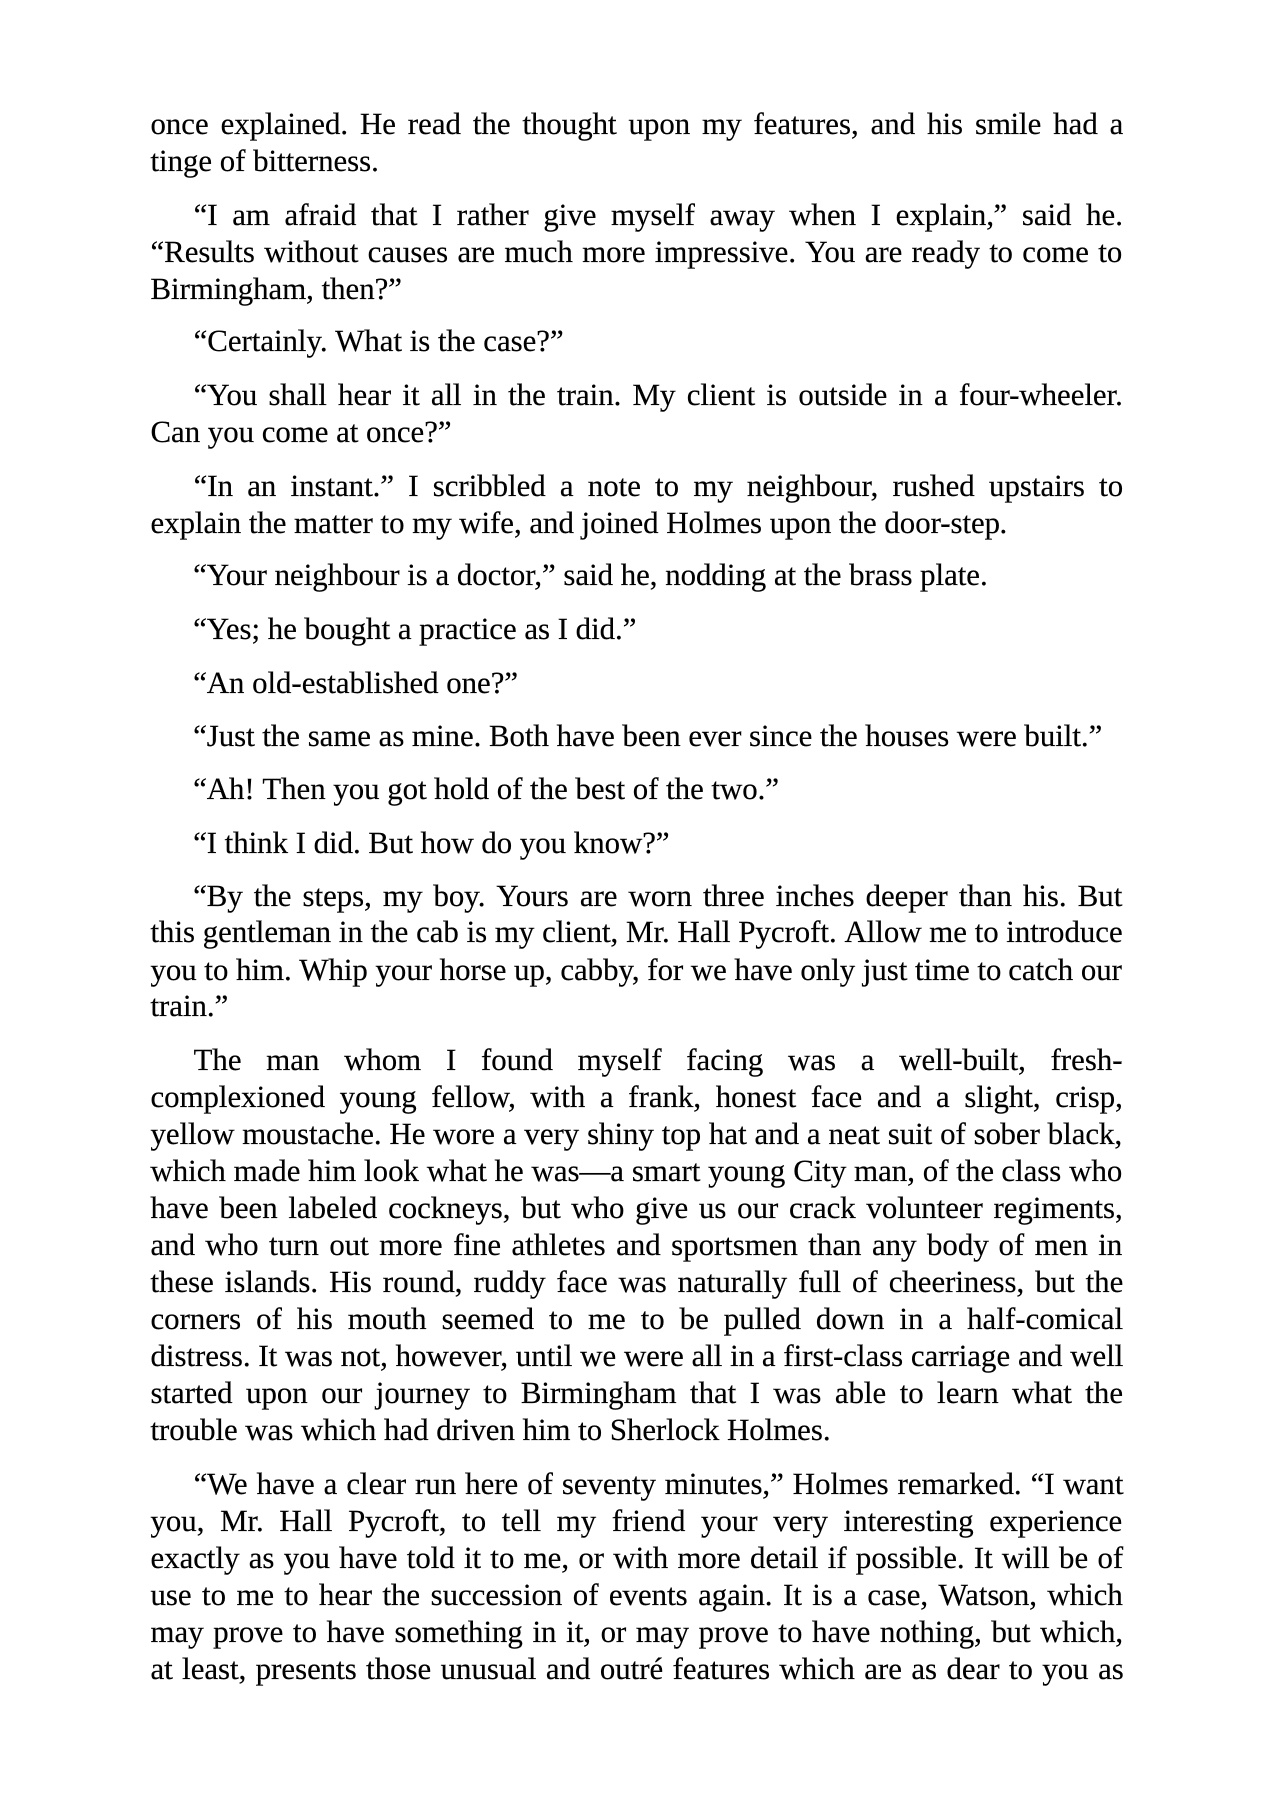 once explained. He read the thought upon my features, and his smile had a
tinge of bitterness.
“I am afraid that I rather give myself away when I explain,” said he.
“Results without causes are much more impressive. You are ready to come to
Birmingham, then?”
“Certainly. What is the case?”
“You shall hear it all in the train. My client is outside in a four-wheeler.
Can you come at once?”
“In an instant.” I scribbled a note to my neighbour, rushed upstairs to
explain the matter to my wife, and joined Holmes upon the door-step.
“Your neighbour is a doctor,” said he, nodding at the brass plate.
“Yes; he bought a practice as I did.”
“An old-established one?”
“Just the same as mine. Both have been ever since the houses were built.”
“Ah! Then you got hold of the best of the two.”
“I think I did. But how do you know?”
“By the steps, my boy. Yours are worn three inches deeper than his. But
this gentleman in the cab is my client, Mr. Hall Pycroft. Allow me to introduce
you to him. Whip your horse up, cabby, for we have only just time to catch our
train.”
The man whom I found myself facing was a well-built, fresh-
complexioned young fellow, with a frank, honest face and a slight, crisp,
yellow moustache. He wore a very shiny top hat and a neat suit of sober black,
which made him look what he was—a smart young City man, of the class who
have been labeled cockneys, but who give us our crack volunteer regiments,
and who turn out more fine athletes and sportsmen than any body of men in
these islands. His round, ruddy face was naturally full of cheeriness, but the
corners of his mouth seemed to me to be pulled down in a half-comical
distress. It was not, however, until we were all in a first-class carriage and well
started upon our journey to Birmingham that I was able to learn what the
trouble was which had driven him to Sherlock Holmes.
“We have a clear run here of seventy minutes,” Holmes remarked. “I want
you, Mr. Hall Pycroft, to tell my friend your very interesting experience
exactly as you have told it to me, or with more detail if possible. It will be of
use to me to hear the succession of events again. It is a case, Watson, which
may prove to have something in it, or may prove to have nothing, but which,
at least, presents those unusual and outré features which are as dear to you as